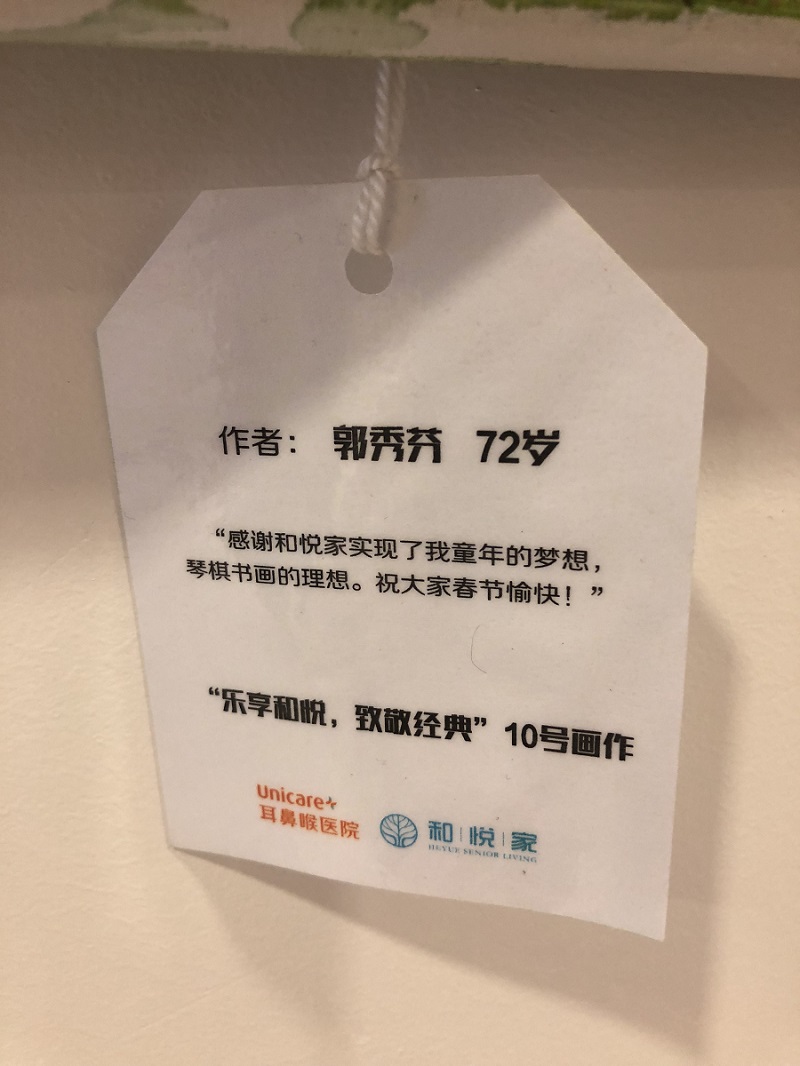 作者： 郭秀芬 72岁
“感谢和悦家实现了我童年的梦想，
琴棋书画的理想。祝大家春节愉快！”
“乐享和悦，致敬经典” 10号画作
Unicare+
耳鼻喉医院
和|悦|家
HEYUE SENIOR LIVING